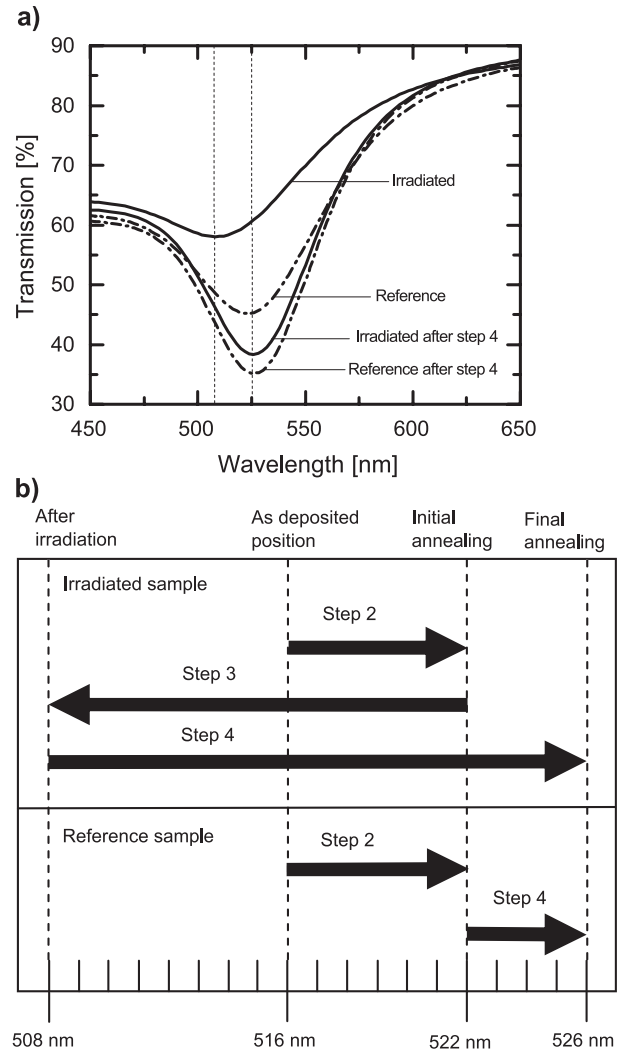 a)
90
80
70
60
50
40
30
Transmission [%]
Irradiated
Reference
Irradiated after step 4
Reference after step 4
450 500 550 600 650
Wavelength [nm]
b)
After irradiation
As deposited position
Initial annealing
Final annealing
Irradiated sample
Step 2
Step 3
Step 4
Reference sample
Step 2
Step 4
508 nm 516 nm 522 nm 526 nm